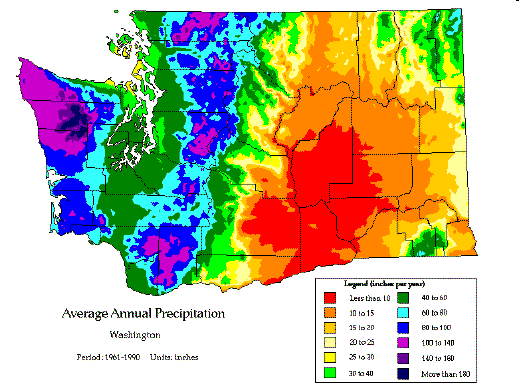 Average Annual Precipitation
Washington
Period: 1961-1990 Units: inches
Legend (inches per year)
Less than 10
10 to 15
15 to 20
20 to 25
25 to 30
30 to 40
40 to 60
60 to 80
80 to 100
100 to 140
140 to 180
More than 180